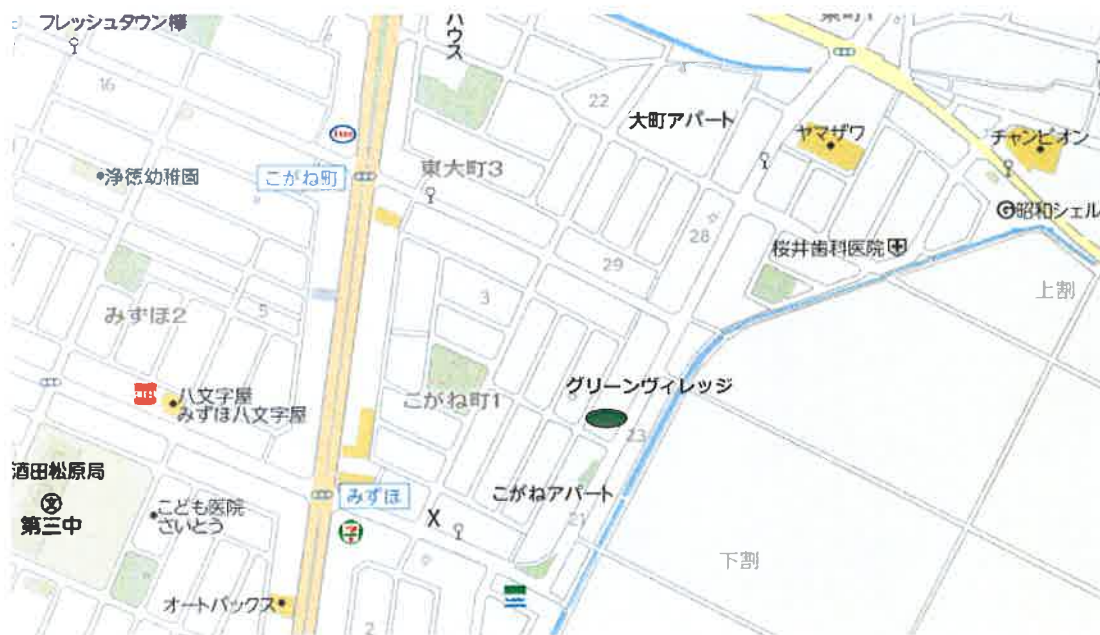 フレッシュタウン欅
ハウス
東町1
16
22
大町アパート
ヤマザワ
チャンピオン
浄徳幼稚園
こがね町
東大町3
昭和シェル
28
桜井歯科医院
29
上割
みずほ2
5
3
グリーンヴィレッジ
八文字屋
みずほ八文字屋
こがね町1
23
酒田松原局
第三中
こども医院
さいとう
みずほ
X
こがねアパート
21
下割
オートバックス
2